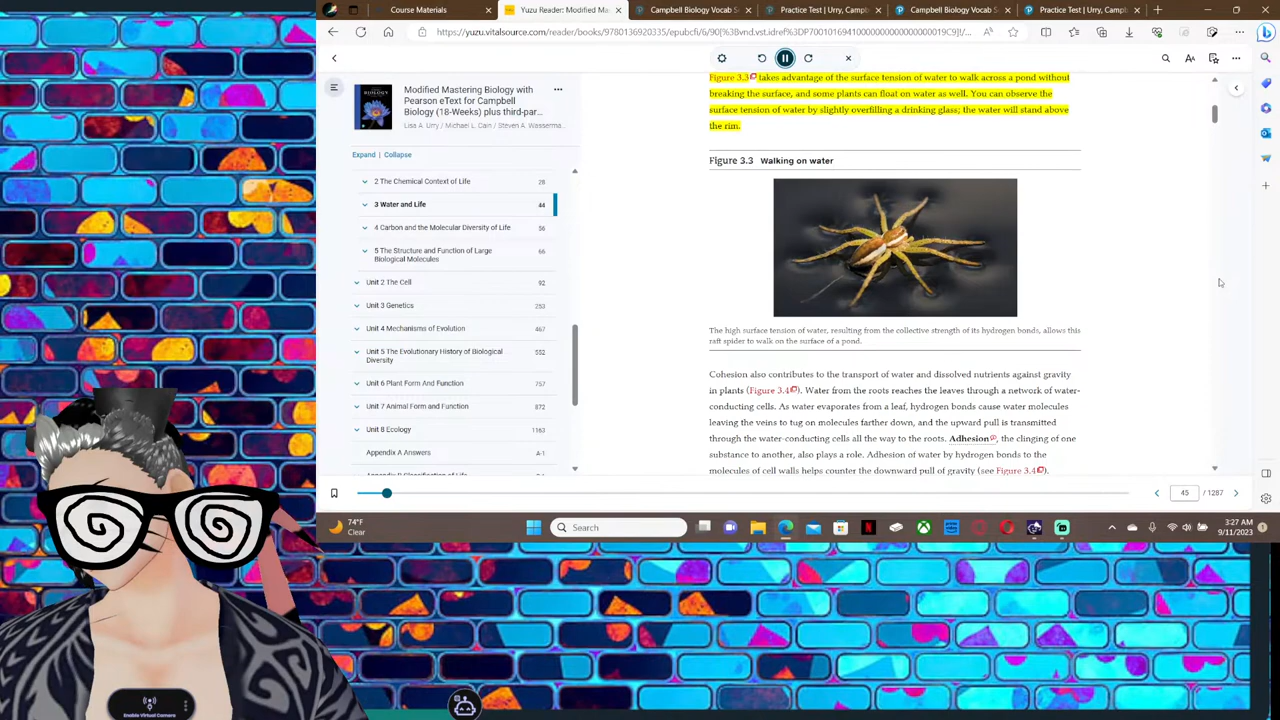 Course Materials
Yuzu Reader: Modified Ma
Campbell Biology Vocab S
Practice Test | Urry, Camp
Campbell Biology Vocab S
Test | Urry, Campb
https://yuzu.vitalsource.com/reader/books/9780136920335/epubcfi/6/90[%3Bvnd.vst.idref%3DP70010169410000000000000000019C9]!/...
Modified Mastering Biology with
Pearson eText for Campbell
Biology (18-Weeks) plus third-par...
Lisa A. Urry / Michael L. Cain / Steven A. Wasserma...
Expand | Collapse
2 The Chemical Context of Life 28
3 Water and Life 44
4 Carbon and the Molecular Diversity of Life 56
5 The Structure and Function of Large
Biological Molecules 66
Unit 2 The Cell 92
Unit 3 Genetics 253
Unit 4 Mechanisms of Evolution 467
Unit 5 The Evolutionary History of Biological
Diversity 552
Unit 6 Plant Form And Function 757
Unit 7 Animal Form and Function 872
Unit 8 Ecology 1163
Appendix A Answers A-1
Figure 3.3 takes advantage of the surface tension of water to walk across a pond without
breaking the surface, and some plants can float on water as well. You can observe the
surface tension of water by slightly overfilling a drinking glass; the water will stand above
the rim.
Figure 3.3 Walking on water
The high surface tension of water, resulting from the collective strength of its hydrogen bonds, allows this
raft spider to walk on the surface of a pond.
Cohesion also contributes to the transport of water and dissolved nutrients against gravity
in plants (Figure 3.4). Water from the roots reaches the leaves through a network of water-
conducting cells. As water evaporates from a leaf, hydrogen bonds cause water molecules
leaving the veins to tug on molecules farther down, and the upward pull is transmitted
through the water-conducting cells all the way to the roots. Adhesion, the clinging of one
substance to another, also plays a role. Adhesion of water by hydrogen bonds to the
molecules of cell walls helps counter the downward pull of gravity (see Figure 3.4).
45 / 1287
74°F
Clear
Search
3:27 AM
9/11/2023
Enable Virtual Camera